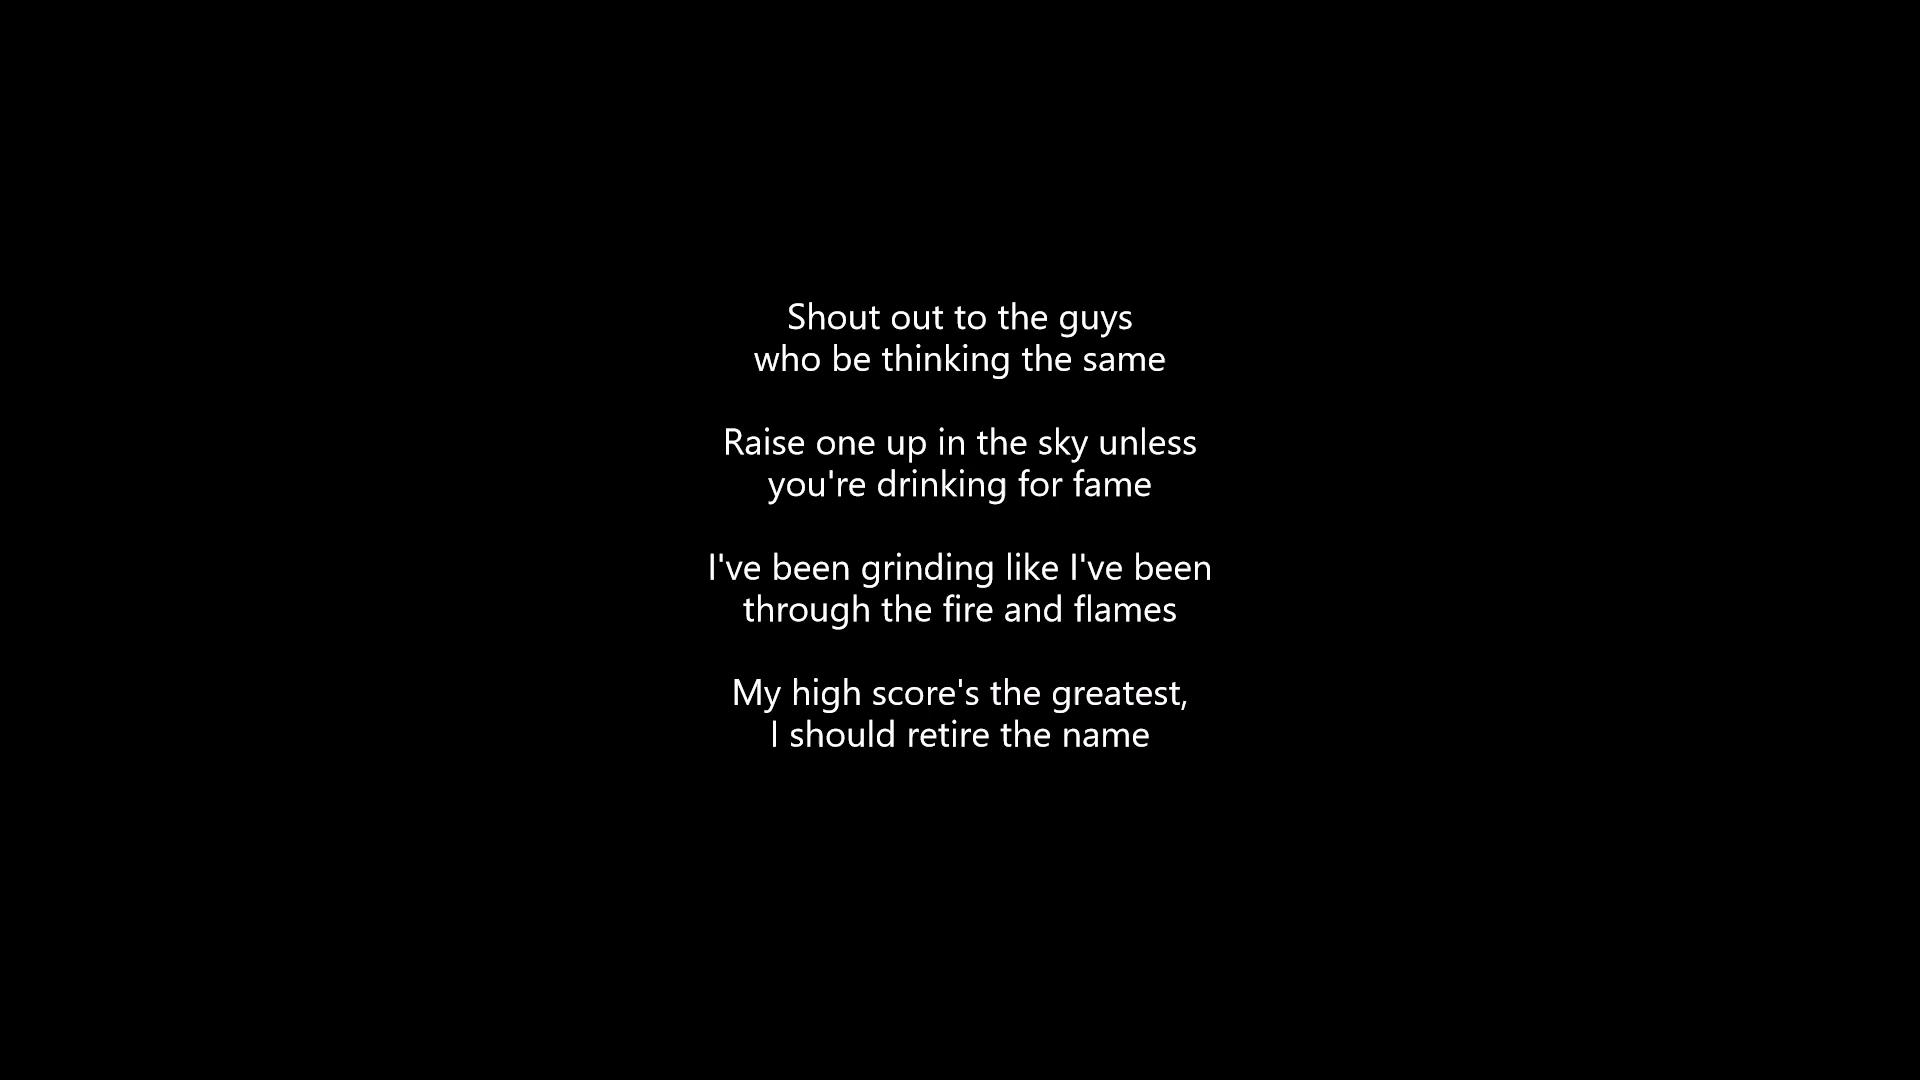 Shout out to the guys
who be thinking the same
Raise one up in the sky unless
you're drinking for fame
I've been grinding like I've been
through the fire and flames
My high score's the greatest,
I should retire the name